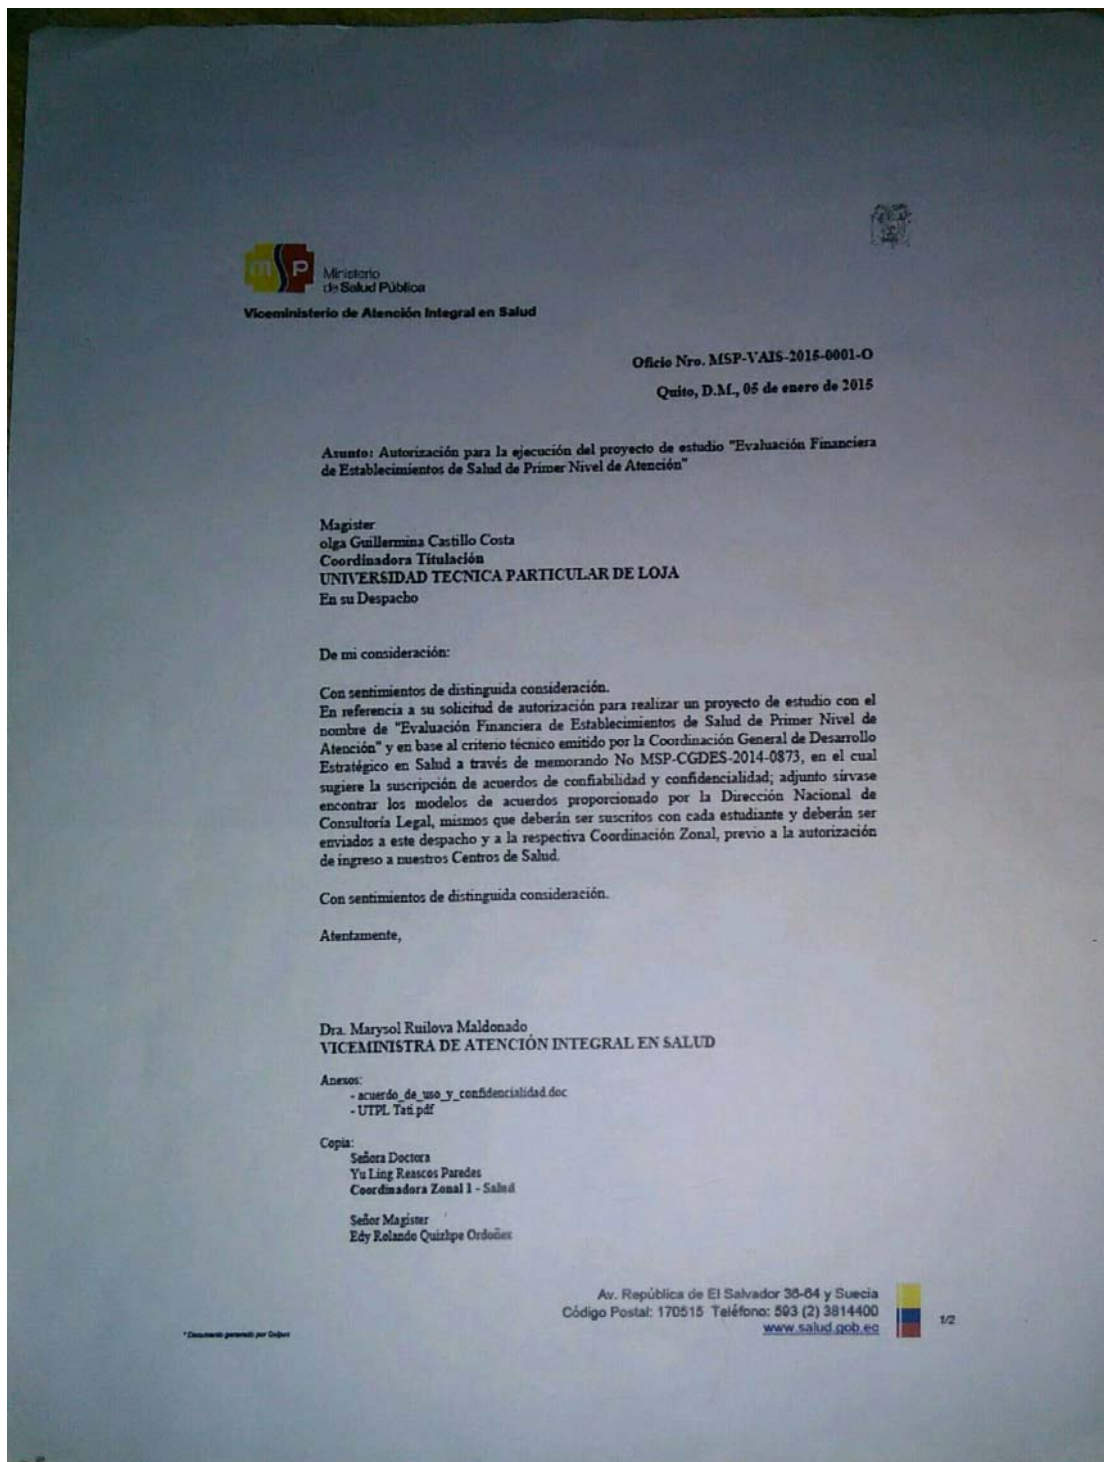 mp
Ministerio
de Salud Pública
Viceministerio de Atención Integral en Salud
Oficio Nro. MSP-VAIS-2015-0001-O
Quito, D.M., 05 de enero de 2015
Asunto: Autorización para la ejecución del proyecto de estudio "Evaluación Financiera
de Establecimientos de Salud de Primer Nivel de Atención"
Magister
olga Guillermina Castillo Costa
Coordinadora Titulación
UNIVERSIDAD TECNICA PARTICULAR DE LOJA
En su Despacho
De mi consideración:
Con sentimientos de distinguida consideración.
En referencia a su solicitud de autorización para realizar un proyecto de estudio con el
nombre de "Evaluación Financiera de Establecimientos de Salud de Primer Nivel de
Atención" y en base al criterio técnico emitido por la Coordinación General de Desarrollo
Estratégico en Salud a través de memorando No MSP-CGDES-2014-0873, en el cual
sugiere la suscripción de acuerdos de confiabilidad y confidencialidad; adjunto sírvase
encontrar los modelos de acuerdos proporcionado por la Dirección Nacional de
Consultoría Legal, mismos que deberán ser suscritos con cada estudiante y deberán ser
enviados a este despacho y a la respectiva Coordinación Zonal, previo a la autorización
de ingreso a nuestros Centros de Salud.
Con sentimientos de distinguida consideración.
Atentamente,
Dra. Marysol Ruilova Maldonado
VICEMINISTRA DE ATENCIÓN INTEGRAL EN SALUD
Anexos:
- acuerdo_de_uso_y_confidencialidad.doc
- UTPL Tati.pdf
Copia:
Señora Doctora
Yu Ling Reascos Paredes
Coordinadora Zonal 1 - Salud
Señor Magister
Edy Rolando Quizhpe Ordoñez
Av. República de El Salvador 36-64 y Suecia
Código Postal: 170515 Teléfono: 593 (2) 3814400
www.salud.gob.ec
1/2
* Documento generado por Quipux